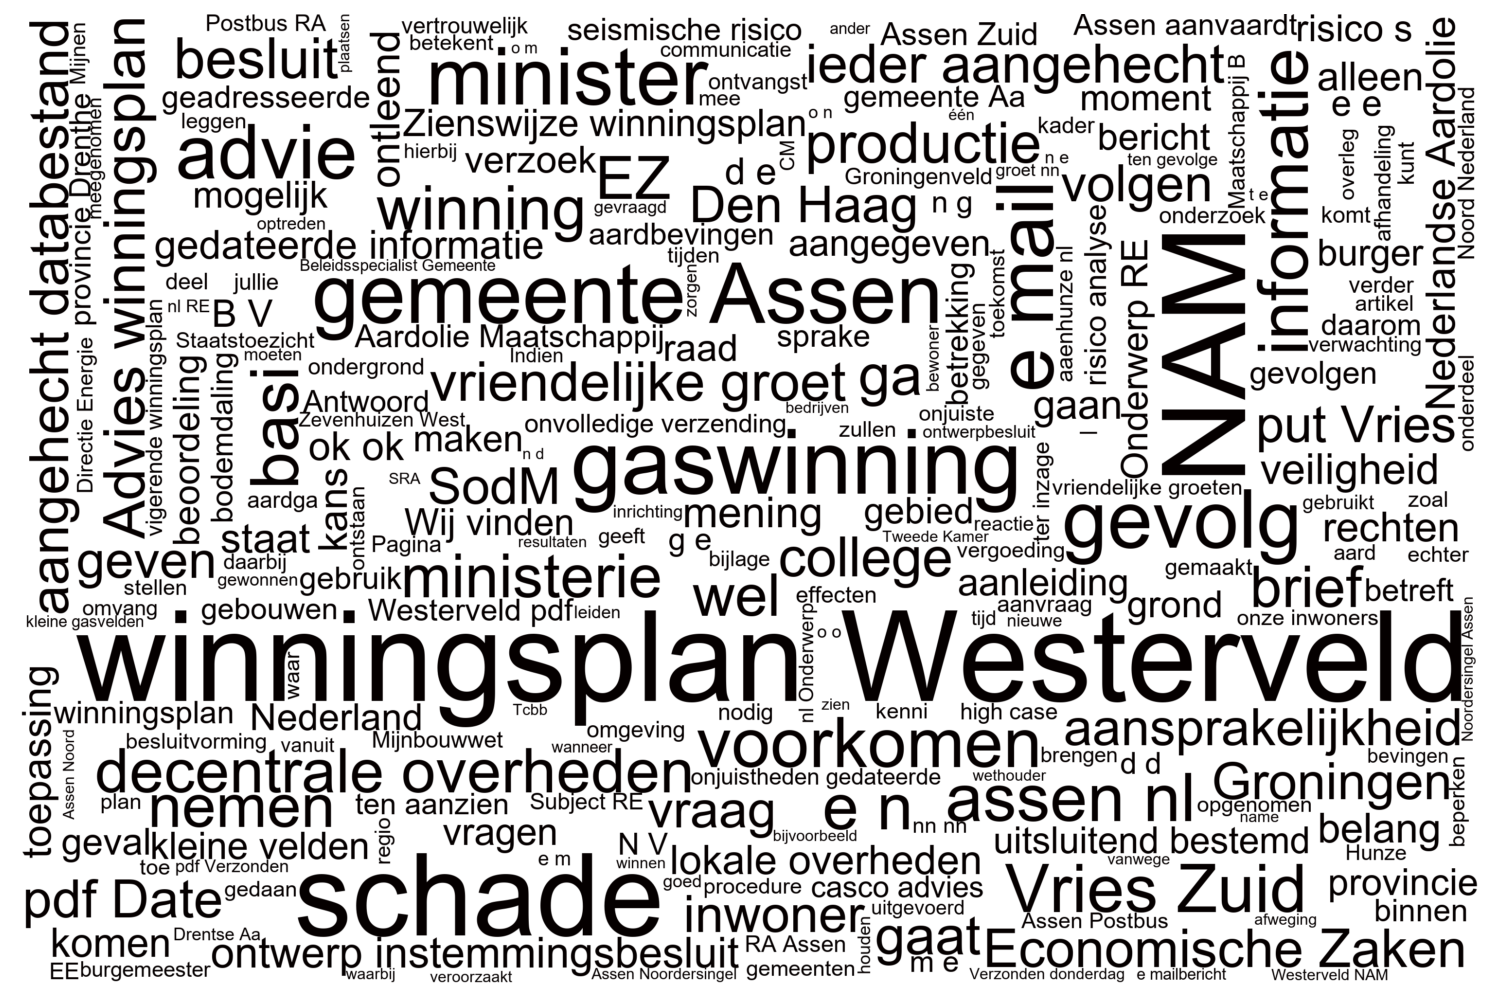 Postbus RA
vertrouwelijk
seismische risico
ander
Assen Zuid
Assen aanvaardt
risico s
besluit
plaatsen
betekent
o m
communicatie
ieder aangehecht
alleen
aangehecht databestand
Mijnen
Advies winningsplan
ontleend
minister
ontvangst
mee
gemeente Aa
moment
Maatschappij B
informatie
e e
Nederlandse Aardolie
geadresseerde
leggen
meegenomen
Zienswijze winningsplan
o n
één
kader
bericht
Noord Nederland
advie
hierbij
verzoek
EZ
d e
CM
productie
n e
ten gevolge
overleg
afhandeling
kunt
Directie Energie provincie Drenthe
mogelijk
winning
gevraagd
Den Haag
Groningenveld
groet nn
n g
volgen
t e
onderzoek
komt
optreden
gedateerde informatie
aardbevingen
tijden
aangegeven
e mail
risico analyse
NAM
burger
Beleidsspecialist Gemeente
deel
jullie
gemeente Assen
zorgen
toekomst
aaenhunze nl
Onderwerp RE
verder
artikel
nl RE
B V
vigerende winningsplan
Staatstoezicht
Aardolie Maatschappij
raad
sprake
bewoner
betrekking
gegeven
daarom
verwachting
moeten
Indien
ondergrond
vriendelijke groet
ga
gevolgen
onderdeel
beoordeling
bodemdaling
basi
Antwoord
bedrijven
onjuiste
gaan
Zevenhuizen West
onvolledige verzending
zullen
ontwerpbesluit
put Vries
ok ok
maken
n d
gaswinning
veiligheid
aardga
kans
SRA
SodM
ter inzage
vriendelijke groeten
gebruikt
zoal
ontstaan
Wij vinden
inrichting
mening
gebied
reactie
gevolg
rechten
staat
Pagina
resultaten
geeft
g e
Tweede Kamer
vergoeding
aard
echter
geven
daarbij
gewonnen
gebruik
ministerie
bijlage
college
aanleiding
gemaakt
brief
betreft
stellen
wel
effecten
omvang
gebouwen
Westerveld pdf
leiden
aanvraag
grond
kleine gasvelden
tijd
nieuwe
onze inwoners
winningsplan Westerveld
waar
o o
nl Onderwerp
Noordersingel Assen
toepassing
winningsplan
Nederland
Tcbb
nodig
zien
kenni
high case
aansprakelijkheid
besluitvorming
vanuit
Mijnbouwwet
omgeving
wanneer
voorkomen
brengen
bevingen
Assen Noord
decentrale overheden
onjuistheden gedateerde
wethouder
d d
Groningen
beperken
plan
nemen
ten aanzien
Subject RE
vraag
e n
nn nn
assen nl
opgenomen
name
geval
kleine velden
regio
vragen
N V
bijvoorbeeld
uitsluitend bestemd
belang
toe
pdf Verzonden
e m
winnen
lokale overheden
vanwege
Hunze
pdf Date
gedaan
schade
goed
procedure
casco advies
Vries Zuid
provincie
inwoner
uitgevoerd
Assen Postbus
afweging
binnen
komen
Drentse Aa
ontwerp instemmingsbesluit
RA Assen
houden
gaat
Economische Zaken
EE
burgemeester
waarbij
veroorzaakt
Assen Noordersingel
gemeenten
m e
Verzonden donderdag
e mailbericht
Westerveld NAM